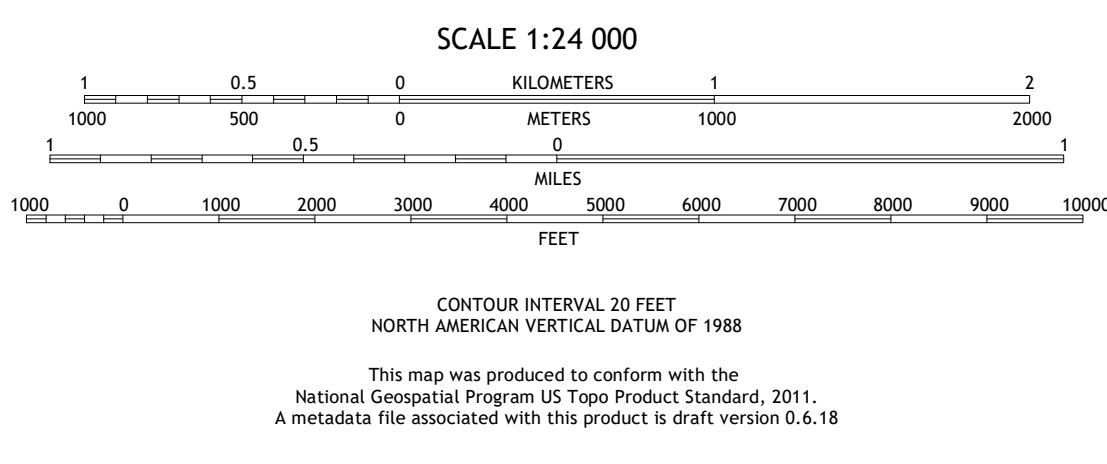 SCALE 1:24 000
1 0.5 0 KILOMETERS 1 2
1000 500 0 METERS 1000 2000
1 0.5 0 1
MILES
1000 0 1000 2000 3000 4000 5000 6000 7000 8000 9000 10000
FEET
CONTOUR INTERVAL 20 FEET
NORTH AMERICAN VERTICAL DATUM OF 1988
This map was produced to conform with the
National Geospatial Program US Topo Product Standard, 2011.
A metadata file associated with this product is draft version 0.6.18